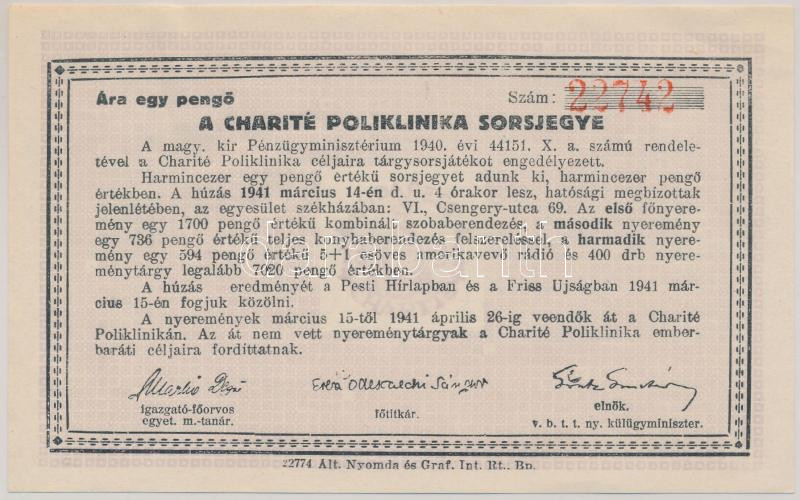 Ára egy pengő
Szám: 22742
A CHARITÉ POLIKLINIKA SORSJEGYE
A magy. kir Pénzügyminisztérium 1940. évi 44151. X. a. számú rendele-
tével a Charité Poliklinika céljaira tárgysorsjátékot engedélyezett.
Harmincezer egy pengő értékű sorsjegyet adunk ki, harmincezer pengő
értékben. A húzás 1941 március 14-én d. u. 4 órakor lesz, hatósági megbizottak
jelenlétében, az egyesület székházában: VI., Csengery-utca 69. Az első főnyere-
mény egy 1700 pengő értékű kombinált szobaberendezés, a második nyeremény
egy 736 pengő értékű teljes konyhaberendezés felszereléssel, a harmadik nyere-
mény egy 594 pengő értékű 5+1 csöves amerikavevő rádió és 400 drb nyere-
ménytárgy legalább 7020 pengő értékben.
A húzás eredményét a Pesti Hírlapban és a Friss Ujságban 1941 már-
cius 15-én fogjuk közölni.
A nyeremények március 15-től 1941 április 26-ig veendők át a Charité
Poliklinikán. Az át nem vett nyereménytárgyak a Charité Poliklinika ember-
baráti céljaira fordíttatnak.
igazgató-főorvos
egyet. m.-tanár.
Odescalchi Sándor
főtitkár.
elnök.
v. b. t. t. ny. külügyminiszter.
22774 Ált. Nyomda és Graf. Int. Rt.. Bp.
darabanth